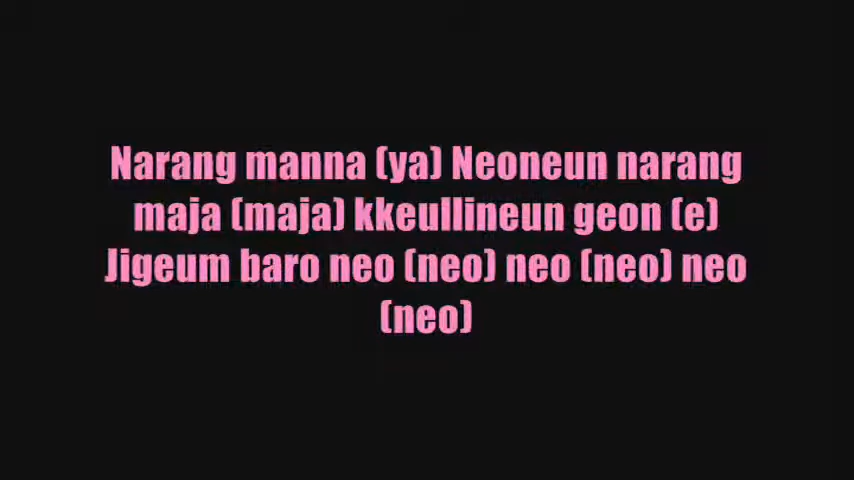 Narang manna (ya) Neoneun narang
maja (maja) kkeullineun geon (e)
Jigeum baro neo (neo) neo (neo) neo
(neo)